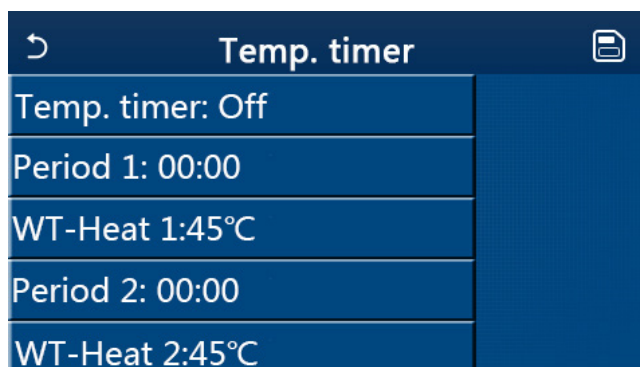 Temp. timer
Temp. timer: Off
Period 1: 00:00
WT-Heat 1:45℃
Period 2: 00:00
WT-Heat 2:45℃